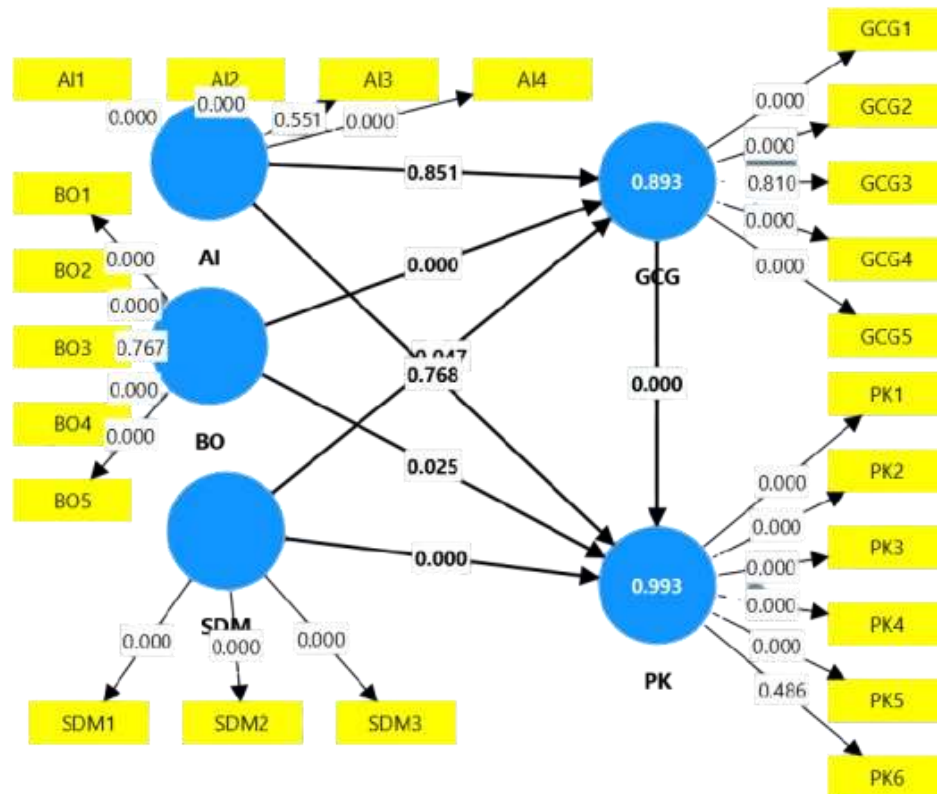 GCG1
AI1 AI2 AI3 AI4
0.000 0.000 0.551 0.000
0.000
GCG2
0.000
0.851
0.893
0.810
GCG3
BO1
0.000
AI
GCG
0.000
GCG4
BO2
0.000
0.000
0.000
GCG5
BO3
0.767
0.047
0.768
0.000
0.000
PK1
BO4
0.000
BO
0.025
0.000
PK2
BO5
0.000
PK3
0.000
0.000
0.993
0.000
PK4
SDM
0.000 0.000 0.000
0.000
PK
0.486
PK5
SDM1 SDM2 SDM3
PK6